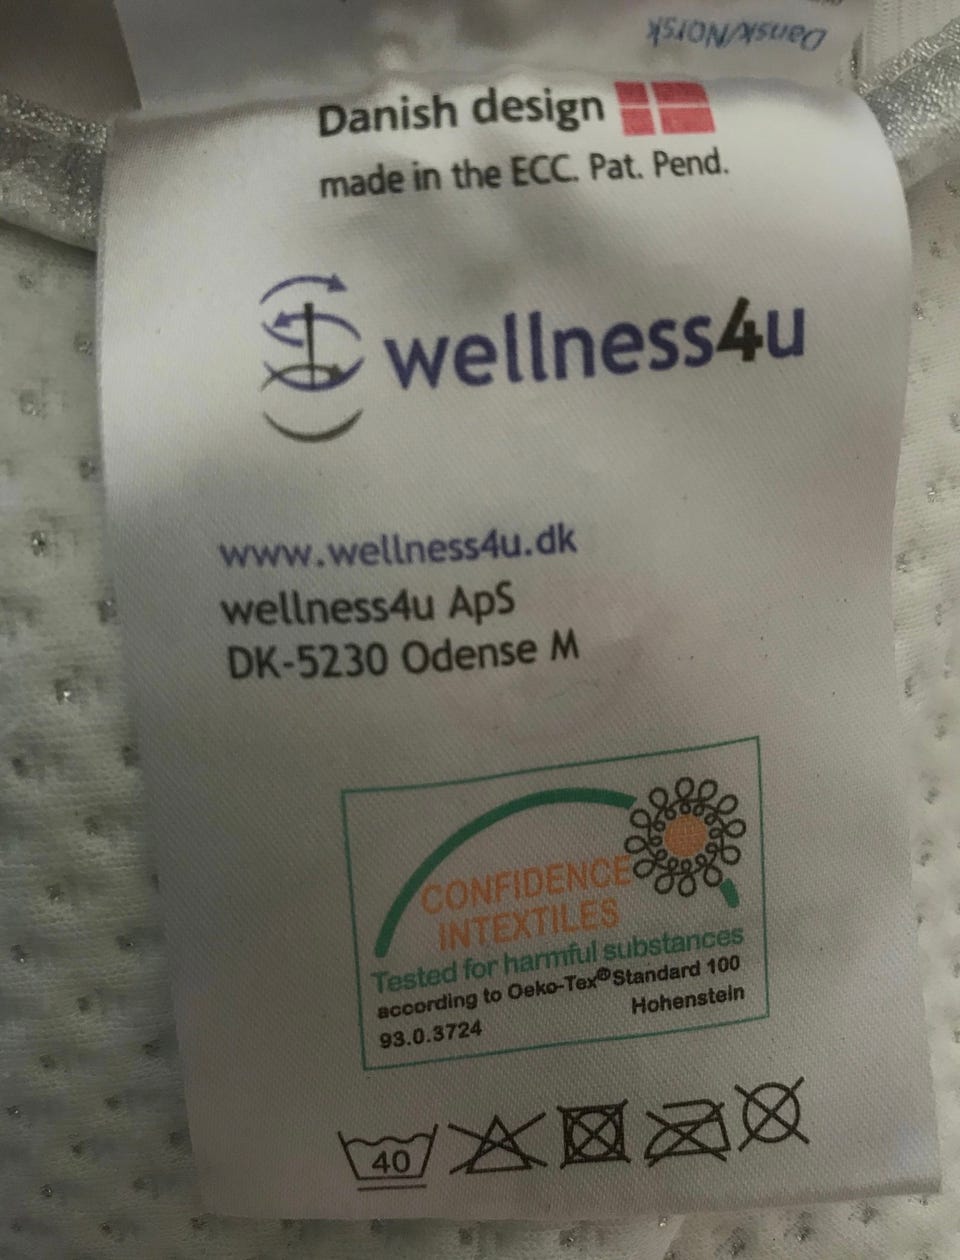 Dansk/Norsk
Danish design
made in the ECC. Pat. Pend.
wellness4u
www.wellness4u.dk
wellness4u ApS
DK-5230 Odense M
CONFIDENCE
INTEXTILES
Tested for harmful substances
according to Oeko-Tex® Standard 100
93.0.3724 Hohenstein
40